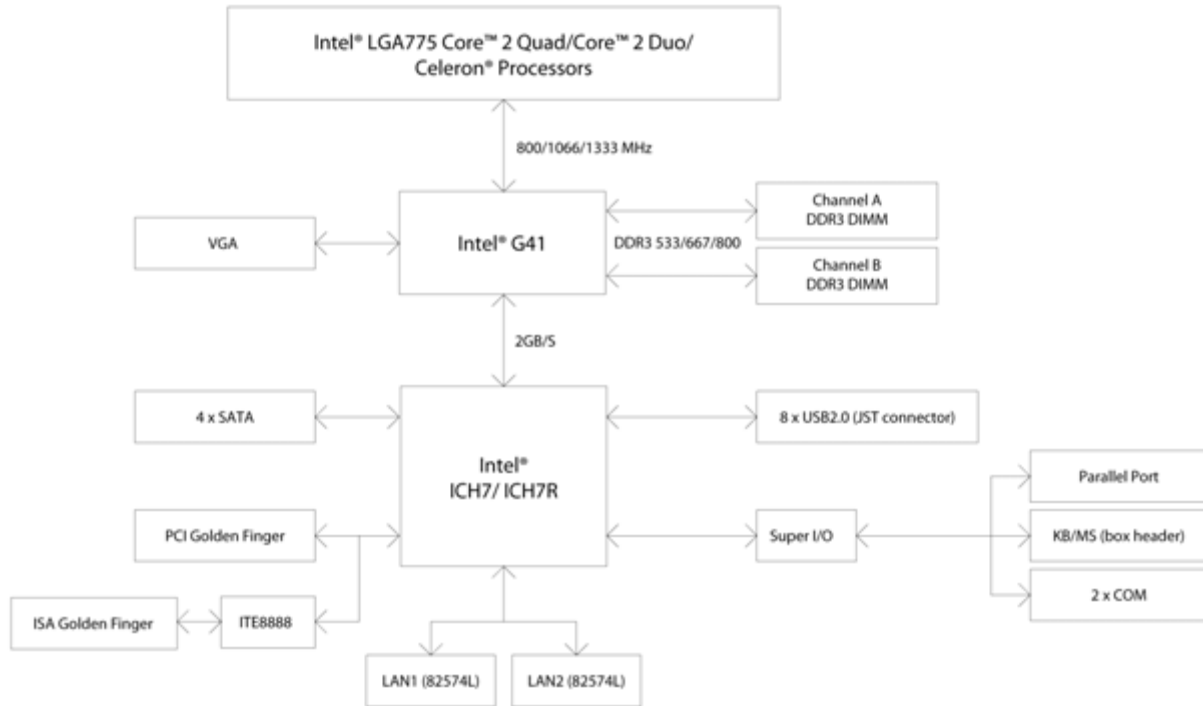 Intel® LGA775 Core™ 2 Quad/Core™ 2 Duo/
Celeron® Processors
800/1066/1333 MHz
Channel A
DDR3 DIMM
VGA
Intel® G41
DDR3 533/667/800
Channel B
DDR3 DIMM
2GB/S
4 x SATA
8 x USB2.0 (JST connector)
Intel®
ICH7/ ICH7R
Parallel Port
PCI Golden Finger
Super I/O
KB/MS (box header)
2 x COM
ISA Golden Finger
ITE8888
LAN1 (82574L)
LAN2 (82574L)